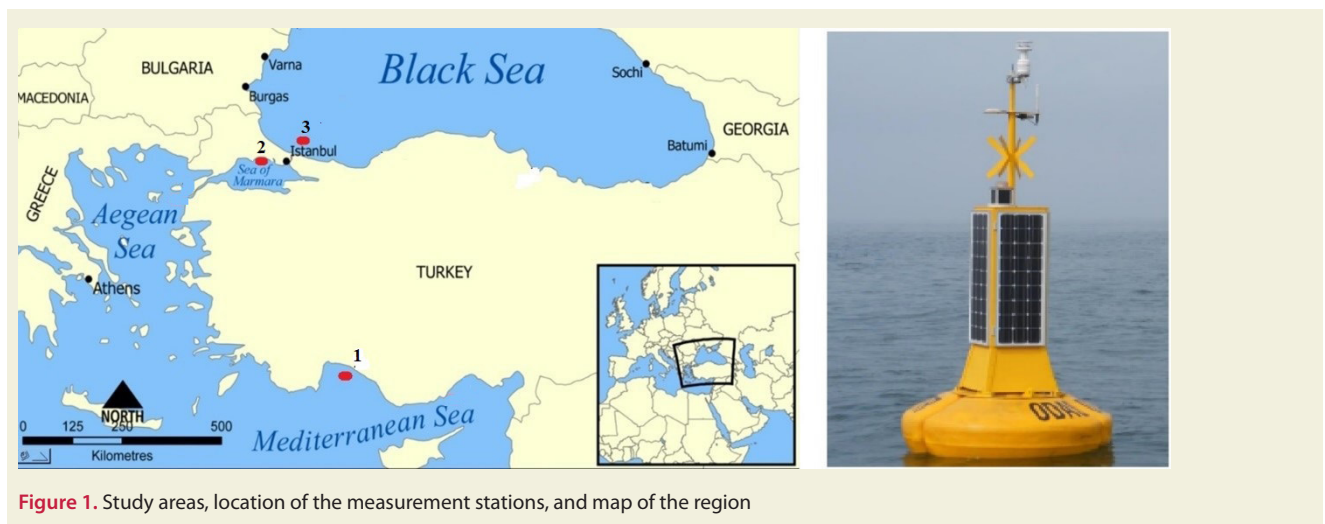 BULGARIA
Varna
Burgas
MACEDONIA
Black Sea
Sochi
GEORGIA
Batumi
3
2
Istanbul
Sea of
Marmara
GREECE
Aegean
Sea
Athens
TURKEY
1
NORTH
0 125 250 500
Kilometres
Mediterranean Sea
Figure 1. Study areas, location of the measurement stations, and map of the region